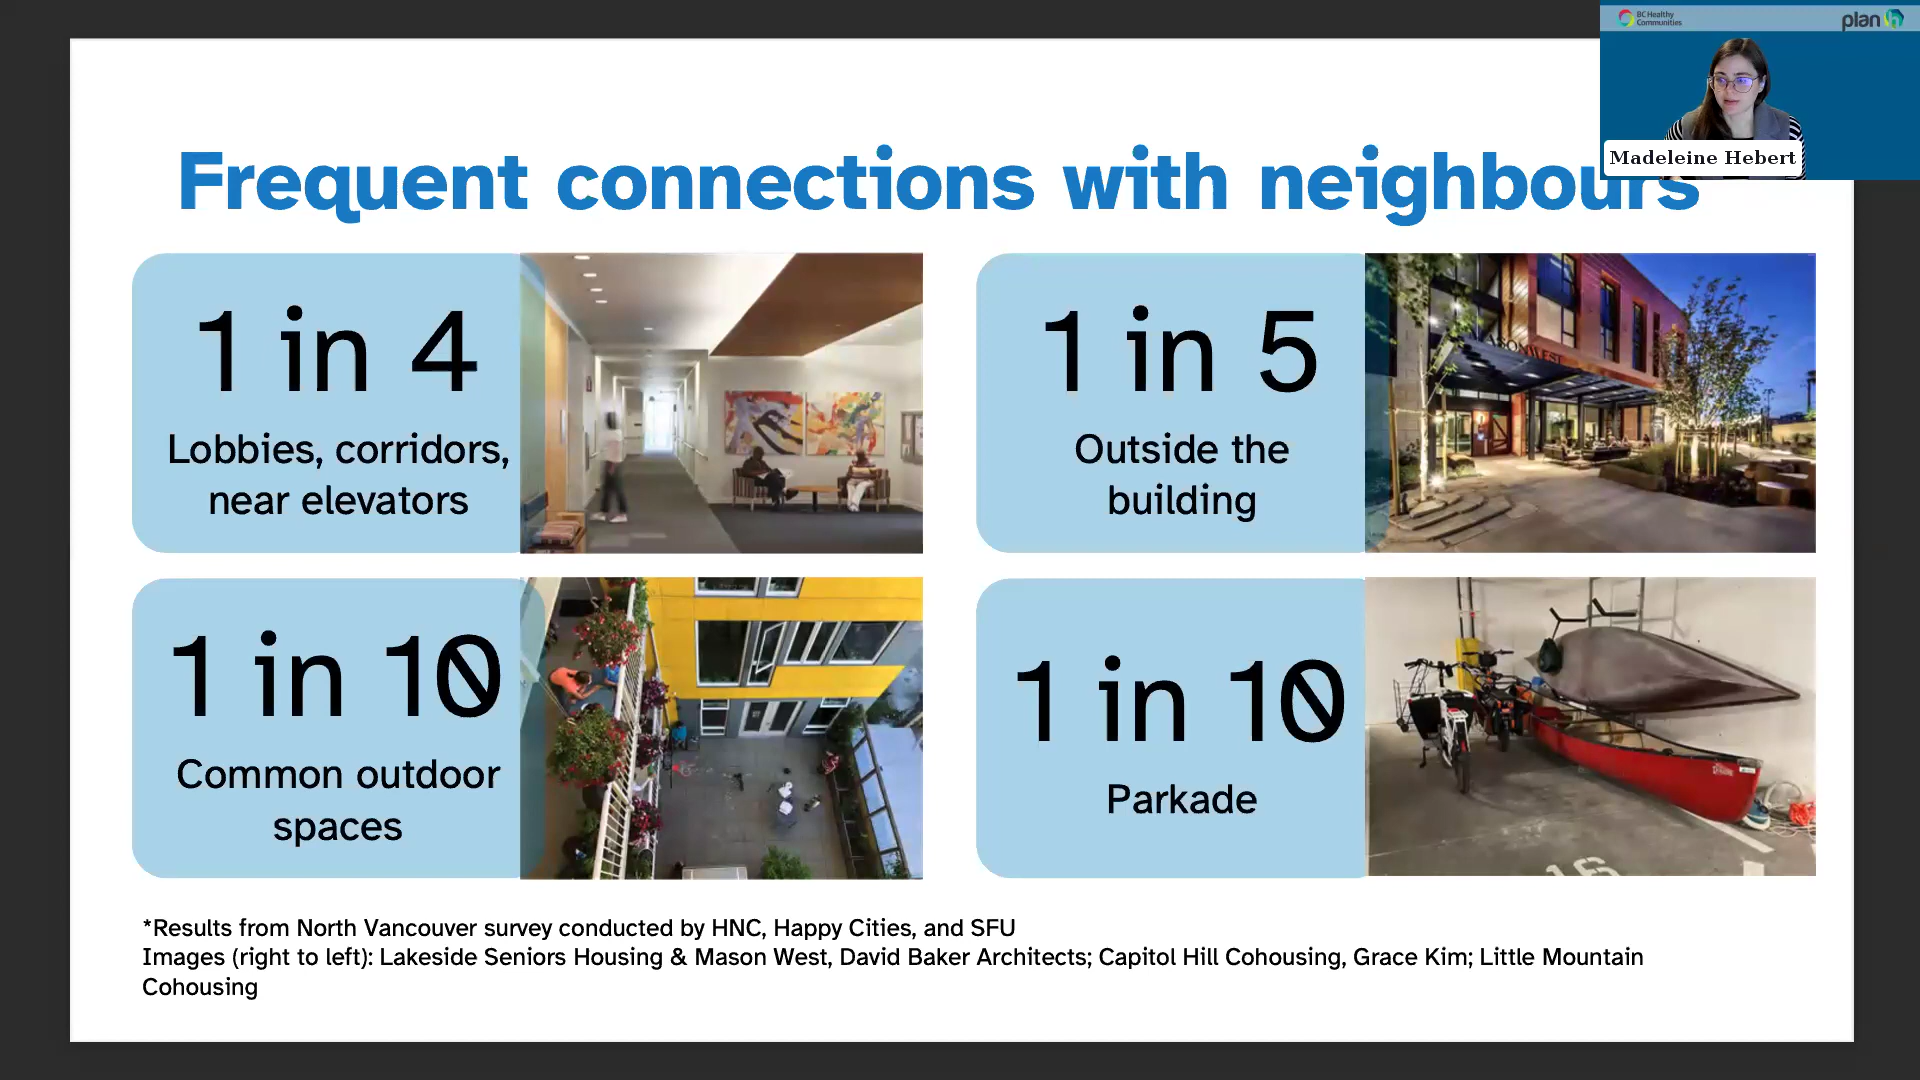 BC Healthy
Communities
plan h
Madeleine Hebert
Frequent connections with neighbours
1 in 4
Lobbies, corridors,
near elevators
1 in 5
Outside the
building
1 in 10
Common outdoor
spaces
1 in 10
Parkade
16
*Results from North Vancouver survey conducted by HNC, Happy Cities, and SFU
Images (right to left): Lakeside Seniors Housing & Mason West, David Baker Architects; Capitol Hill Cohousing, Grace Kim; Little Mountain
Cohousing